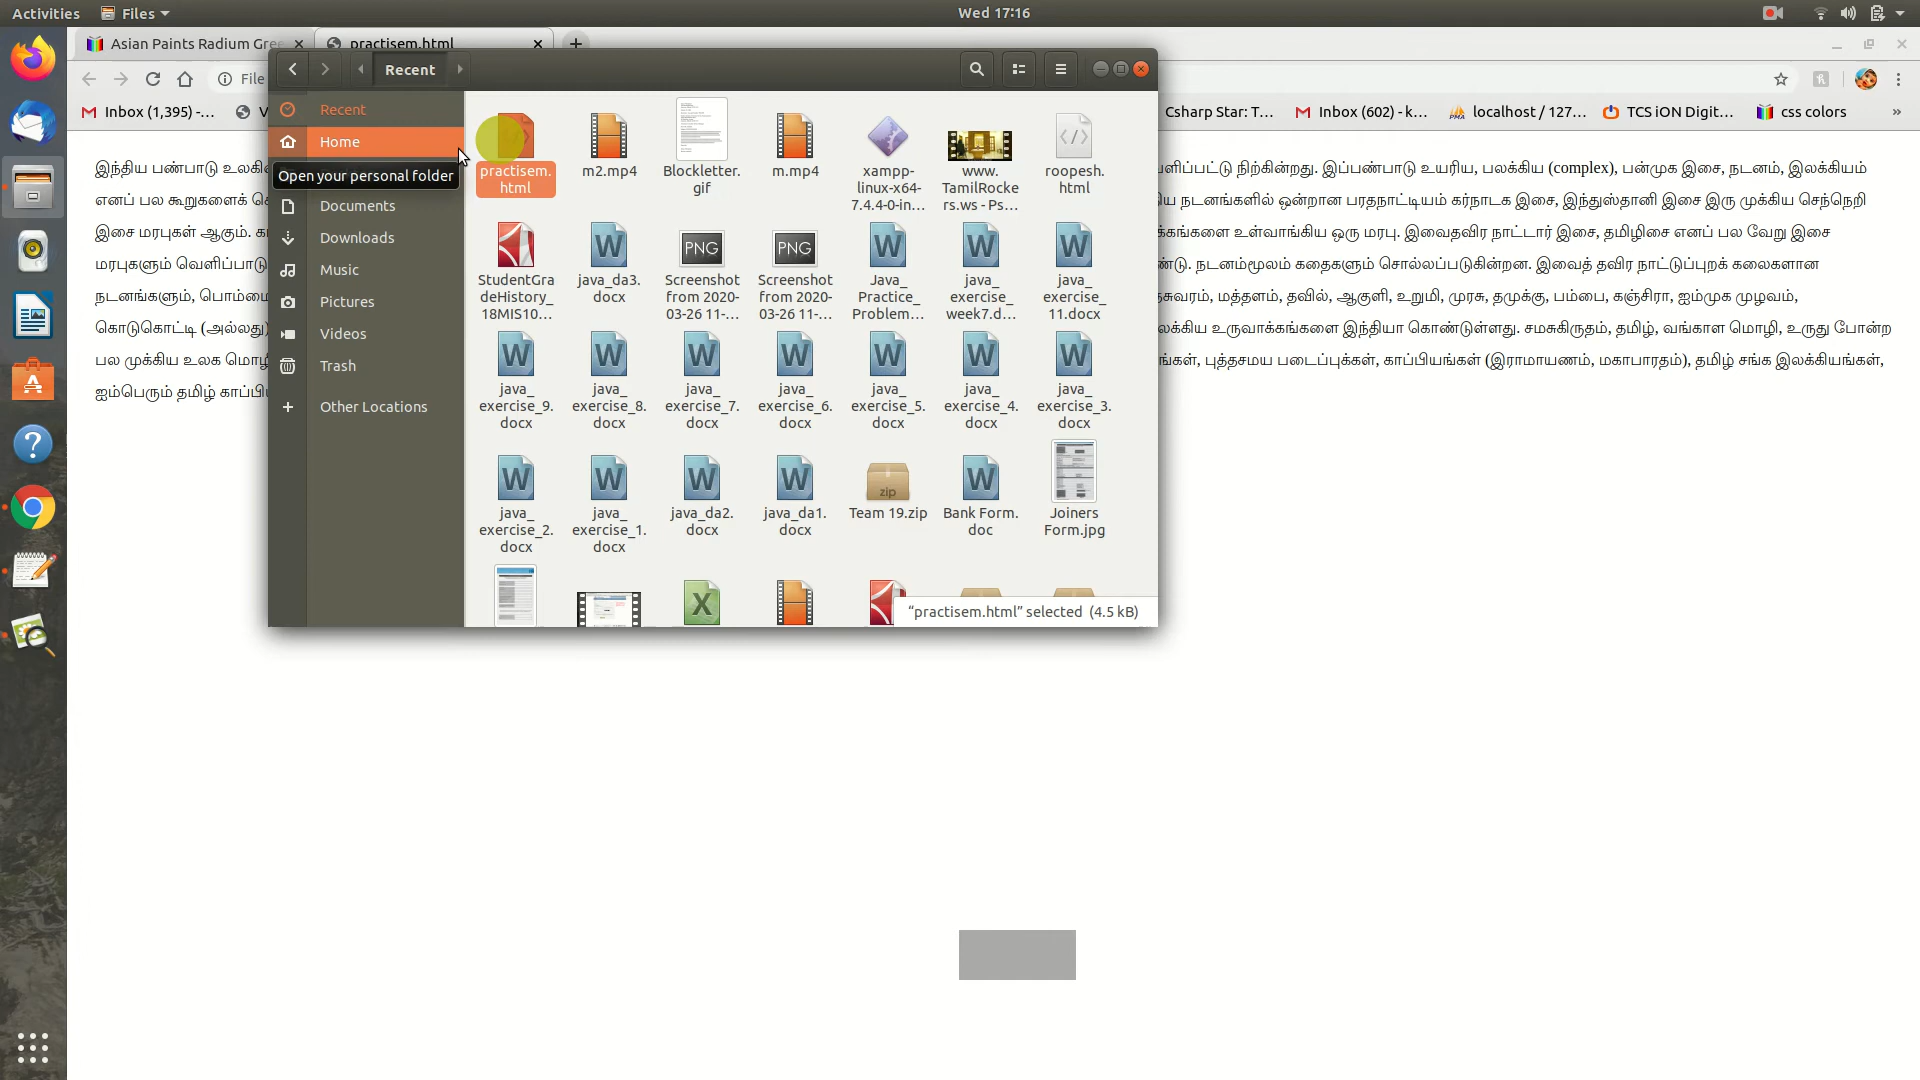 Activities
Files
Wed 17:16
Asian Paints Radium Gre
practisem.html
File
Inbox (1,395) -...
V
Csharp Star: T...
Inbox (602) - k...
localhost / 127...
TCS iON Digit...
css colors
»
Recent
Recent
Home
Open your personal folder
Documents
Downloads
Music
Pictures
Videos
Trash
Other Locations
practisem.
html
m2.mp4
Blockletter.
gif
m.mp4
xampp-
linux-x64-
7.4.4-0-in...
www.
TamilRocke
rs.ws - Ps...
roopesh.
html
StudentGra
deHistory_
18MIS10...
java_da3.
docx
Screenshot
from 2020-
03-26 11-...
Screenshot
from 2020-
03-26 11-...
Java_
Practice_
Problem...
java_
exercise_
week7.d...
java_
exercise_
11.docx
java_
exercise_9.
docx
java_
exercise_8.
docx
java_
exercise_7.
docx
java_
exercise_6.
docx
java_
exercise_5.
docx
java_
exercise_4.
docx
java_
exercise_3.
docx
java_
exercise_2.
docx
java_
exercise_1.
docx
java_da2.
docx
java_da1.
docx
zip
Team 19.zip
Bank Form.
doc
Joiners
Form.jpg
"practisem.html" selected (4.5 kB)
இந்திய பண்பாடு உலகி
எனப் பல கூறுகளைக்
இசை மரபுகள் ஆகும்.
மரபுகளும் வெளிப்பாடு
நடனங்களும், பொம்மை
கொடுகொட்டி (அல்லது)
பல முக்கிய உலக மொழி
ஐம்பெரும் தமிழ் காப்பி
ளிப்பட்டு நிற்கின்றது. இப்பண்பாடு உயரிய, பலக்கிய (complex), பன்முக இசை, நடனம், இலக்கியம்
ய நடனங்களில் ஒன்றான பரதநாட்டியம் கர்நாடக இசை, இந்துஸ்தானி இசை இரு முக்கிய செந்நெறி
க்கங்களை உள்வாங்கிய ஒரு மரபு. இவைதவிர நாட்டார் இசை, தமிழிசை எனப் பல வேறு இசை
ண்டு. நடனம்மூலம் கதைகளும் சொல்லப்படுகின்றன. இவைத் தவிர நாட்டுப்புறக் கலைகளான
சுவரம், மத்தளம், தவில், ஆகுளி, உறுமி, முரசு, தமுக்கு, பம்பை, கஞ்சிரா, ஐம்முக முழவம்,
லக்கிய உருவாக்கங்களை இந்தியா கொண்டுள்ளது. சமசுகிருதம், தமிழ், வங்காள மொழி, உருது போன்ற
ங்கள், புத்தசமய படைப்புக்கள், காப்பியங்கள் (இராமாயணம், மகாபாரதம்), தமிழ் சங்க இலக்கியங்கள்,